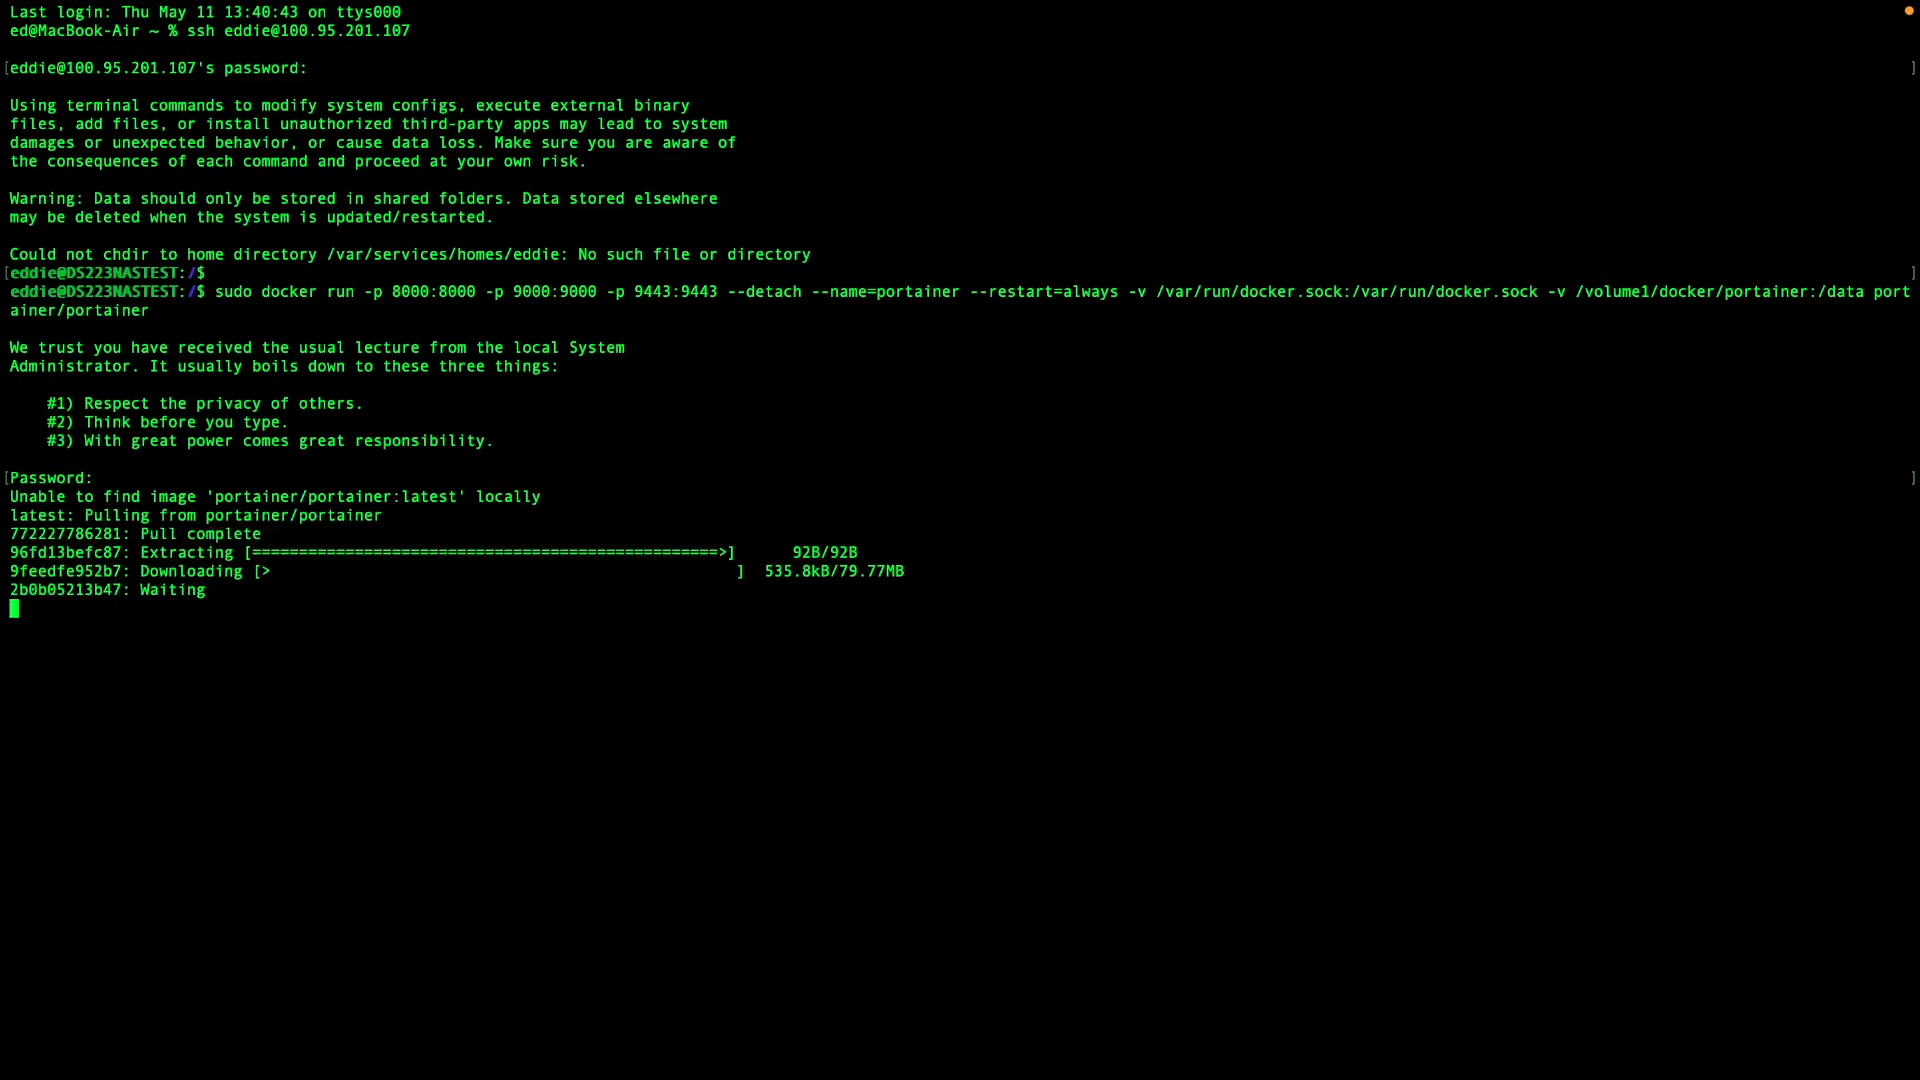 Last login: Thu May 11 13:40:43 on ttys000
ed@MacBook-Air ~ % ssh eddie@100.95.201.107
[eddie@100.95.201.107's password: ]
Using terminal commands to modify system configs, execute external binary
files, add files, or install unauthorized third-party apps may lead to system
damages or unexpected behavior, or cause data loss. Make sure you are aware of
the consequences of each command and proceed at your own risk.
Warning: Data should only be stored in shared folders. Data stored elsewhere
may be deleted when the system is updated/restarted.
Could not chdir to home directory /var/services/homes/eddie: No such file or directory
[eddie@DS223NASTEST:/$ ]
eddie@DS223NASTEST:/$ sudo docker run -p 8000:8000 -p 9000:9000 -p 9443:9443 --detach --name=portainer --restart=always -v /var/run/docker.sock:/var/run/docker.sock -v /volume1/docker/portainer:/data port
ainer/portainer
We trust you have received the usual lecture from the local System
Administrator. It usually boils down to these three things:
#1) Respect the privacy of others.
#2) Think before you type.
#3) With great power comes great responsibility.
[Password: ]
Unable to find image 'portainer/portainer:latest' locally
latest: Pulling from portainer/portainer
772227786281: Pull complete
96fd13befc87: Extracting [==================================================>] 92B/92B
9feedfe952b7: Downloading [> ] 535.8kB/79.77MB
2b0b05213b47: Waiting